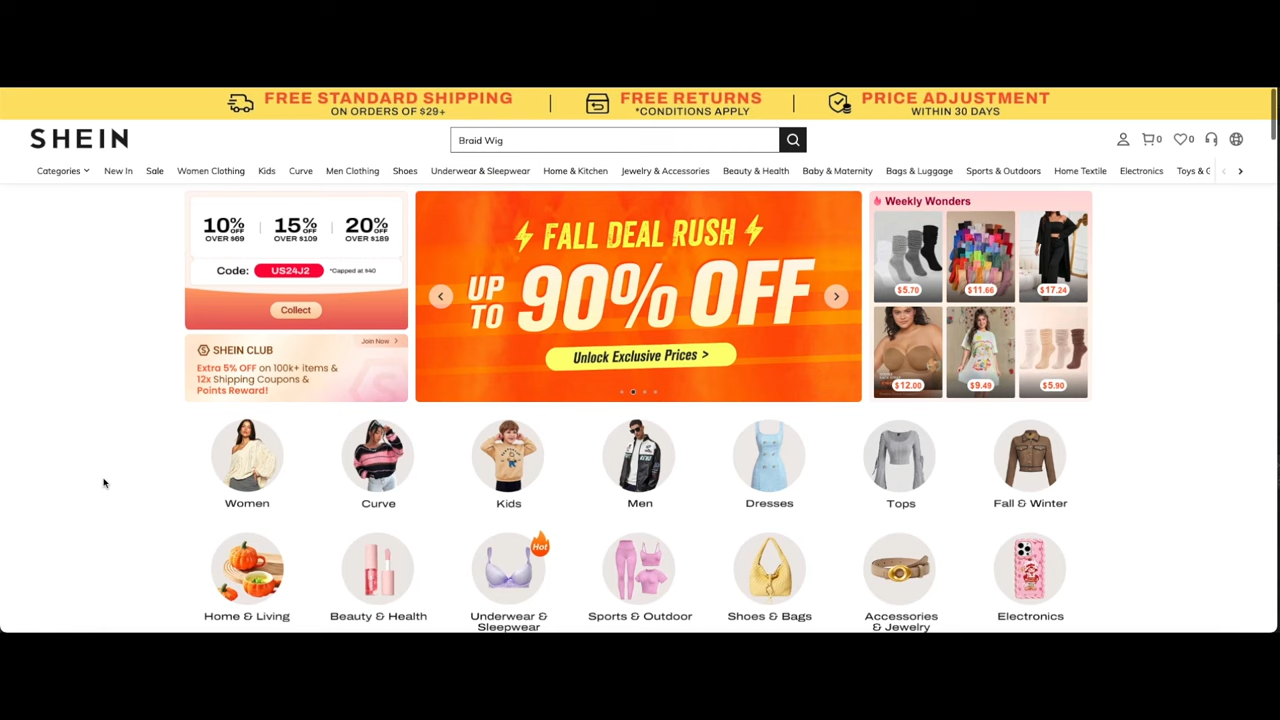 FREE STANDARD SHIPPING
ON ORDERS OF $29+
FREE RETURNS
*CONDITIONS APPLY
PRICE ADJUSTMENT
WITHIN 30 DAYS
SHEIN
Braid Wig
0
0
Categories
New In
Sale
Women Clothing
Kids
Curve
Men Clothing
Shoes
Underwear & Sleepwear
Home & Kitchen
Jewelry & Accessories
Beauty & Health
Baby & Maternity
Bags & Luggage
Sports & Outdoors
Home Textile
Electronics
Toys &
10% OFF
OVER $69
15% OFF
OVER $109
20% OFF
OVER $189
Code: US24J2 *Capped at $40
Collect
SHEIN CLUB
Join Now >
Extra 5% OFF on 100k+ items &
12x Shipping Coupons &
Points Reward!
FALL DEAL RUSH
UP TO 90% OFF
Unlock Exclusive Prices >
Weekly Wonders
$5.70
$11.66
$17.24
$12.00
$9.49
$5.90
Women
Curve
Kids
Men
Dresses
Tops
Fall & Winter
Home & Living
Beauty & Health
Hot
Underwear &
Sleepwear
Sports & Outdoor
Shoes & Bags
Accessories
& Jewelry
Electronics